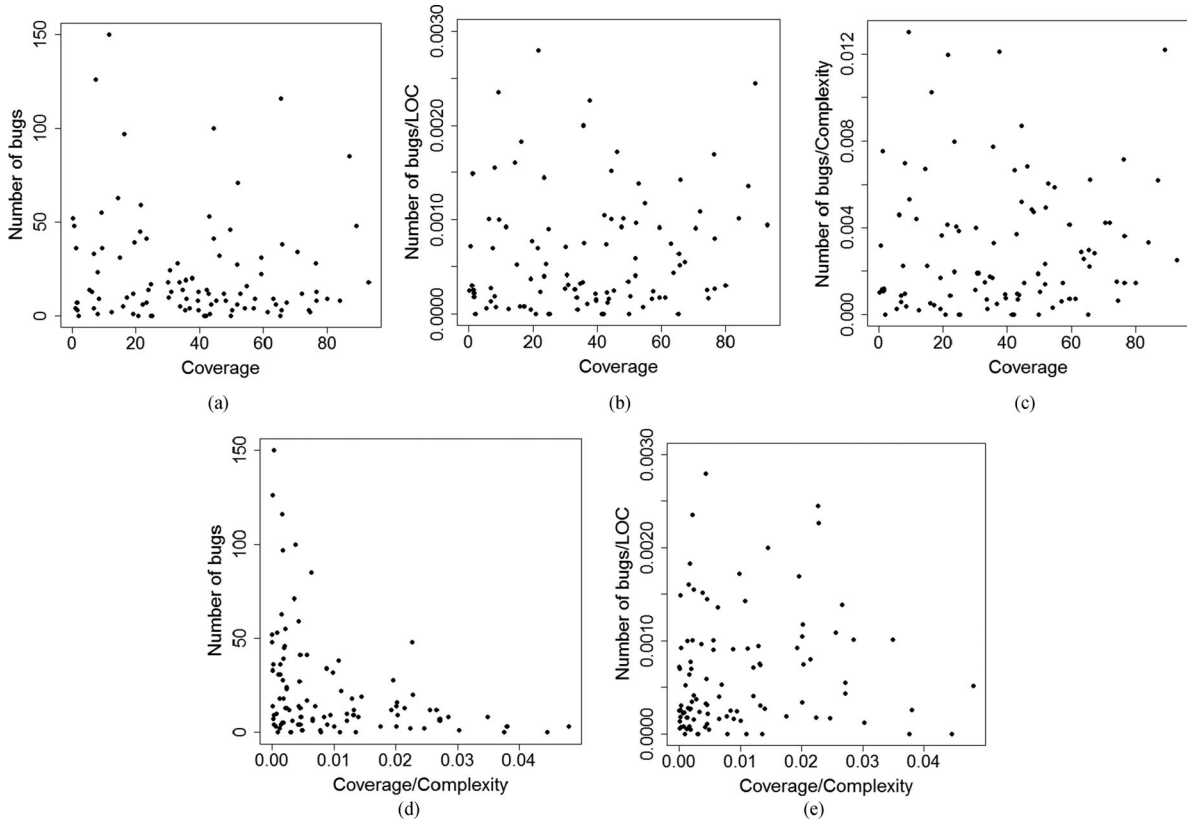 150
100
50
0
Number of bugs
0 20 40 60 80
Coverage
(a)
0.0030
0.0020
0.0010
0.0000
Number of bugs/LOC
0 20 40 60 80
Coverage
(b)
0.012
0.008
0.004
0.000
Number of bugs/Complexity
0 20 40 60 80
Coverage
(c)
150
100
50
0
Number of bugs
0.00 0.01 0.02 0.03 0.04
Coverage/Complexity
(d)
0.0030
0.0020
0.0010
0.0000
Number of bugs/LOC
0.00 0.01 0.02 0.03 0.04
Coverage/Complexity
(e)